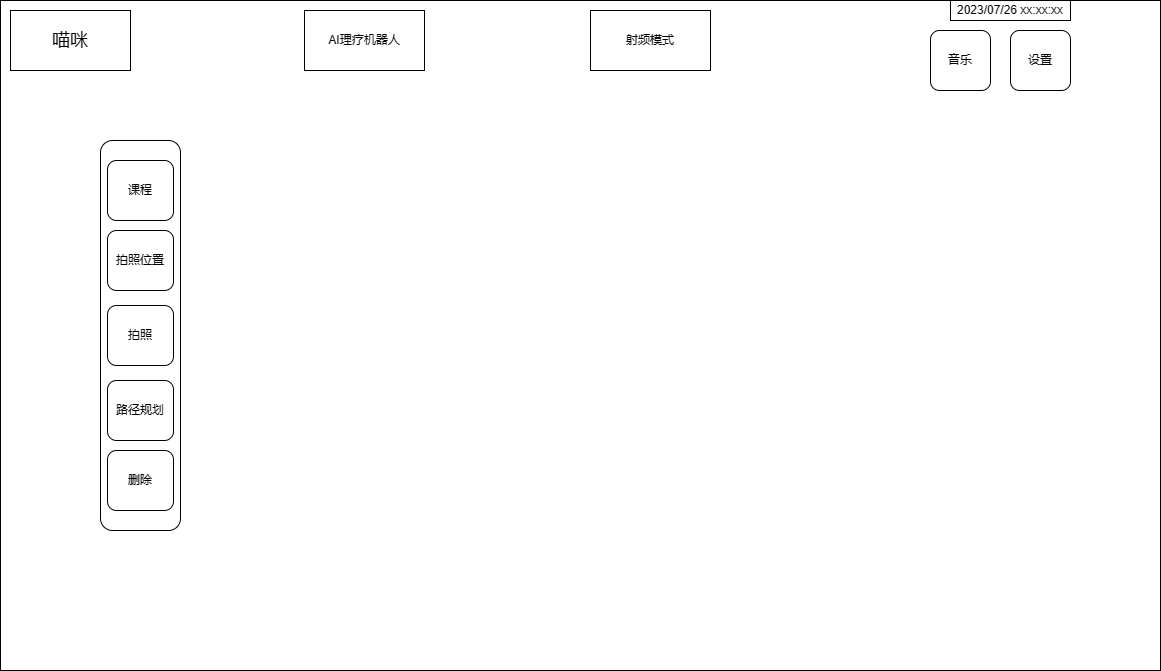 2023/07/26 xx:xx:xx
喵咪
AI理疗机器人
射频模式
音乐
设置
课程
拍照位置
拍照
路径规划
删除